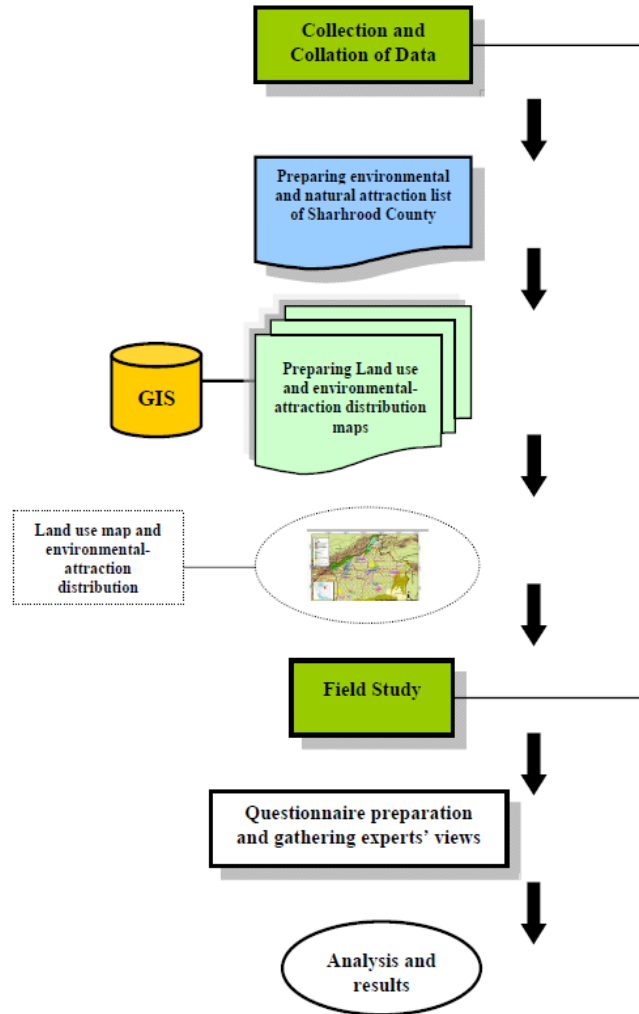 Collection and
Collation of Data
Preparing environmental
and natural attraction list
of Sharhrood County
GIS
Preparing Land use
and environmental-
attraction distribution
maps
Land use map and
environmental-
attraction
distribution
Field Study
Questionnaire preparation
and gathering experts' views
Analysis and
results